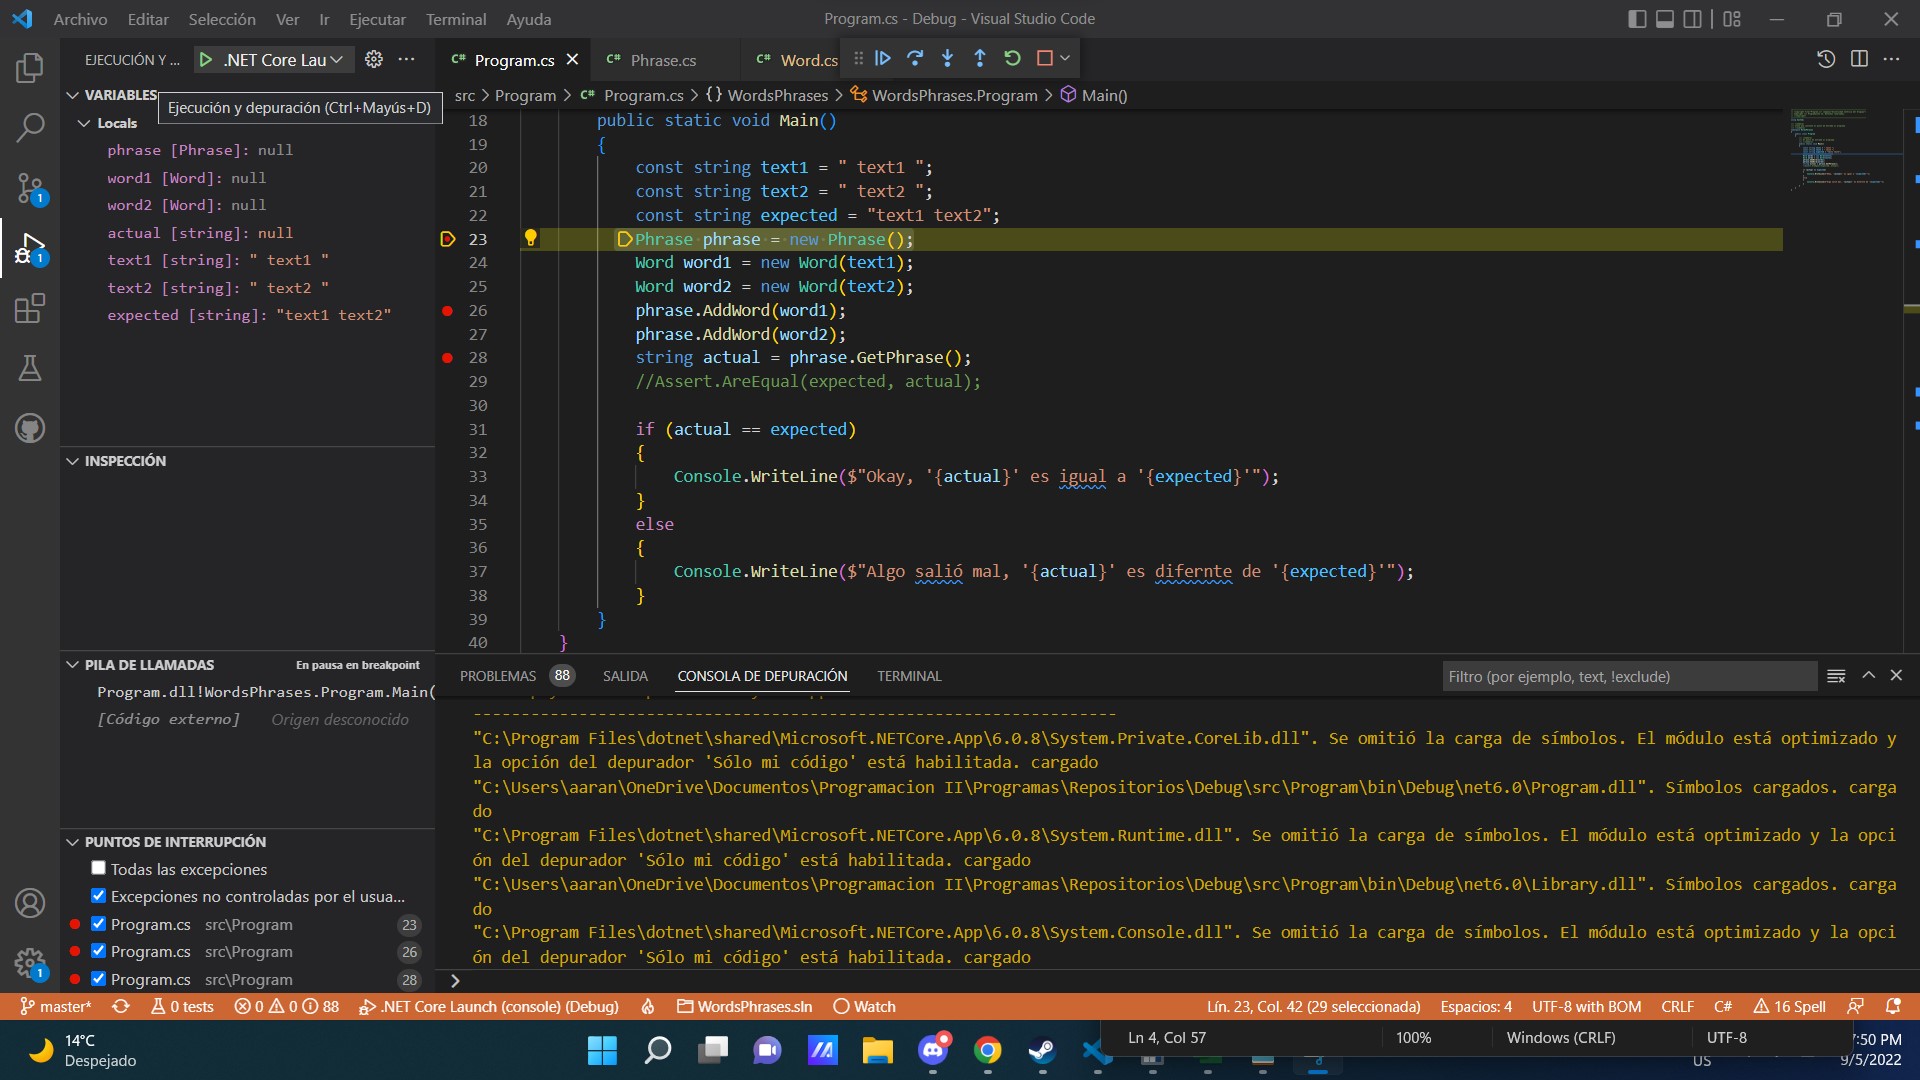 Archivo Editar Selección Ver Ir Ejecutar Terminal Ayuda
Program.cs - Debug - Visual Studio Code
EJECUCIÓN Y ...
.NET Core Lau
Program.cs
Phrase.cs
Word.cs
VARIABLES
Ejecución y depuración (Ctrl+Mayús+D)
src > Program > C# Program.cs > {} WordsPhrases > WordsPhrases.Program > Main()
Locals
phrase [Phrase]: null
word1 [Word]: null
word2 [Word]: null
actual [string]: null
text1 [string]: " text1 "
text2 [string]: " text2 "
expected [string]: "text1 text2"
18 public static void Main()
19 {
20 const string text1 = " text1 ";
21 const string text2 = " text2 ";
22 const string expected = "text1 text2";
23 Phrase phrase = new Phrase();
24 Word word1 = new Word(text1);
25 Word word2 = new Word(text2);
26 phrase.AddWord(word1);
27 phrase.AddWord(word2);
28 string actual = phrase.GetPhrase();
29 //Assert.AreEqual(expected, actual);
30
31 if (actual == expected)
32 {
33 Console.WriteLine($"Okay, '{actual}' es igual a '{expected}'");
34 }
35 else
36 {
37 Console.WriteLine($"Algo salió mal, '{actual}' es difernte de '{expected}'");
38 }
39 }
40 }
1
1
INSPECCIÓN
PILA DE LLAMADAS En pausa en breakpoint
Program.dll!WordsPhrases.Program.Main(
[Código externo] Origen desconocido
PUNTOS DE INTERRUPCIÓN
Todas las excepciones
Excepciones no controladas por el usua...
Program.cs src\Program 23
Program.cs src\Program 26
Program.cs src\Program 28
1
PROBLEMAS 88 SALIDA CONSOLA DE DEPURACIÓN TERMINAL
Filtro (por ejemplo, text, !exclude)
-------------------------------------------------------------------
"C:\Program Files\dotnet\shared\Microsoft.NETCore.App\6.0.8\System.Private.CoreLib.dll". Se omitió la carga de símbolos. El módulo está optimizado y
la opción del depurador 'Sólo mi código' está habilitada. cargado
"C:\Users\aaran\OneDrive\Documentos\Programacion II\Programas\Repositorios\Debug\src\Program\bin\Debug\net6.0\Program.dll". Símbolos cargados. carga
do
"C:\Program Files\dotnet\shared\Microsoft.NETCore.App\6.0.8\System.Runtime.dll". Se omitió la carga de símbolos. El módulo está optimizado y la opci
ón del depurador 'Sólo mi código' está habilitada. cargado
"C:\Users\aaran\OneDrive\Documentos\Programacion II\Programas\Repositorios\Debug\src\Program\bin\Debug\net6.0\Library.dll". Símbolos cargados. carga
do
"C:\Program Files\dotnet\shared\Microsoft.NETCore.App\6.0.8\System.Console.dll". Se omitió la carga de símbolos. El módulo está optimizado y la opci
ón del depurador 'Sólo mi código' está habilitada. cargado
>
master* 0 tests 0 0 88 .NET Core Launch (console) (Debug) WordsPhrases.sln Watch
Lín. 23, Col. 42 (29 seleccionada) Espacios: 4 UTF-8 with BOM CRLF C# 16 Spell
14°C
Despejado
Ln 4, Col 57 100% Windows (CRLF) UTF-8
US
:50 PM
9/5/2022